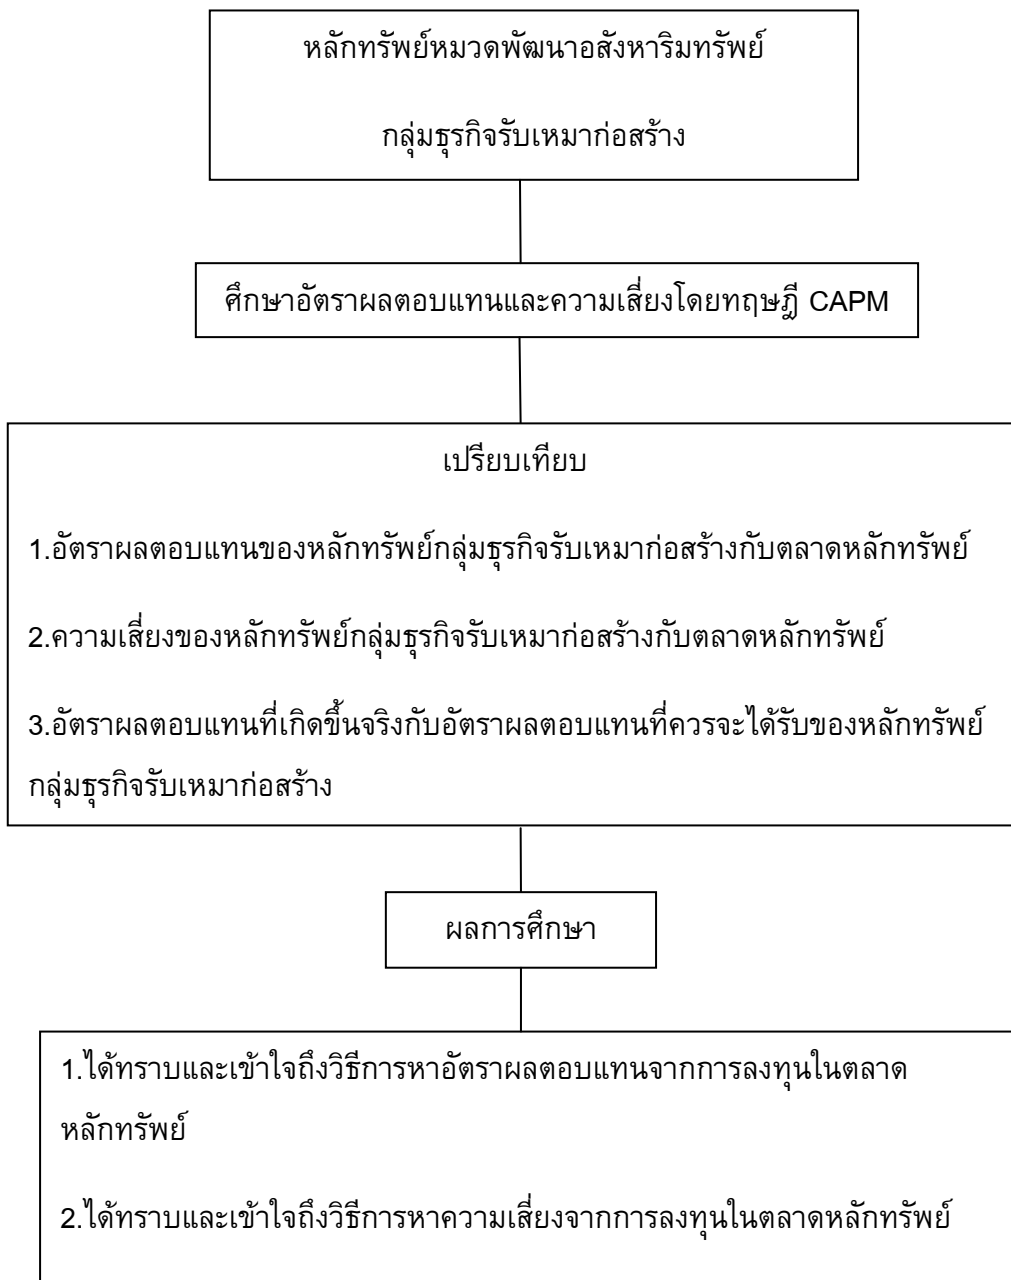 หลักทรัพย์หมวดพัฒนาอสังหาริมทรัพย์
กลุ่มธุรกิจรับเหมาก่อสร้าง
ศึกษาอัตราผลตอบแทนและความเสี่ยงโดยทฤษฎี CAPM
เปรียบเทียบ
1.อัตราผลตอบแทนของหลักทรัพย์กลุ่มธุรกิจรับเหมาก่อสร้างกับตลาดหลักทรัพย์
2.ความเสี่ยงของหลักทรัพย์กลุ่มธุรกิจรับเหมาก่อสร้างกับตลาดหลักทรัพย์
3.อัตราผลตอบแทนที่เกิดขึ้นจริงกับอัตราผลตอบแทนที่ควรจะได้รับของหลักทรัพย์
กลุ่มธุรกิจรับเหมาก่อสร้าง
ผลการศึกษา
1.ได้ทราบและเข้าใจถึงวิธีการหาอัตราผลตอบแทนจากการลงทุนในตลาด
หลักทรัพย์
2.ได้ทราบและเข้าใจถึงวิธีการหาความเสี่ยงจากการลงทุนในตลาดหลักทรัพย์